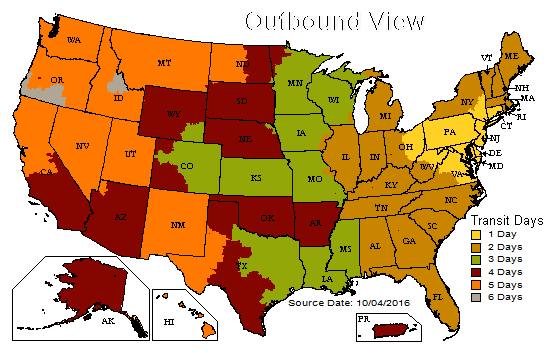 Outbound View
WA
MT
ND
MN
ME
VT
NH
MA
RI
CT
NY
OR
ID
WY
SD
WI
MI
PA
NJ
DE
MD
NE
IA
IL
IN
OH
WV
VA
NV
UT
CO
KS
MO
KY
CA
AZ
NM
OK
AR
TN
NC
SC
TX
LA
MS
AL
GA
FL
AK
HI
PR
Transit Days
1 Day
2 Days
3 Days
4 Days
5 Days
6 Days
Source Date: 10/04/2016